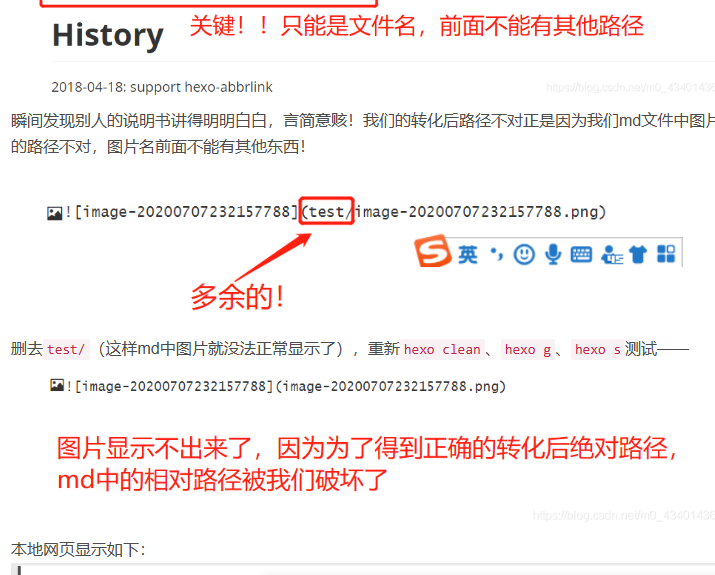 History
关键！！只能是文件名，前面不能有其他路径
2018-04-18: support hexo-abbrlink
https://blog.csdn.net/m0_43401436
瞬间发现别人的说明书讲得明明白白，言简意赅！我们的转化后路径不对正是因为我们md文件中图片
的路径不对，图片名前面不能有其他东西！
![image-20200707232157788](test/image-20200707232157788.png)
英
多余的！
删去test/（这样md中图片就没法正常显示了），重新hexo clean、hexo g、hexo s测试——
![image-20200707232157788](image-20200707232157788.png)
图片显示不出来了，因为为了得到正确的转化后绝对路径，
md中的相对路径被我们破坏了
https://blog.csdn.net/m0_43401436
本地网页显示如下：